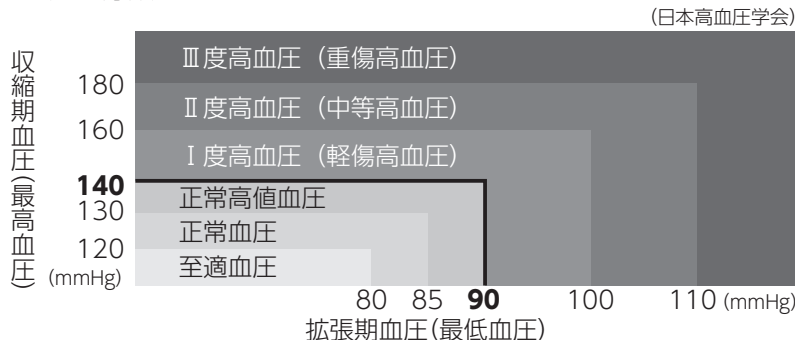 (日本高血圧学会)
収縮期血圧(最高血圧)
Ⅲ度高血圧(重傷高血圧)
180
Ⅱ度高血圧(中等高血圧)
160
Ⅰ度高血圧(軽傷高血圧)
140
正常高値血圧
130
正常血圧
120
至適血圧
(mmHg)
80 85 90 100 110 (mmHg)
拡張期血圧(最低血圧)